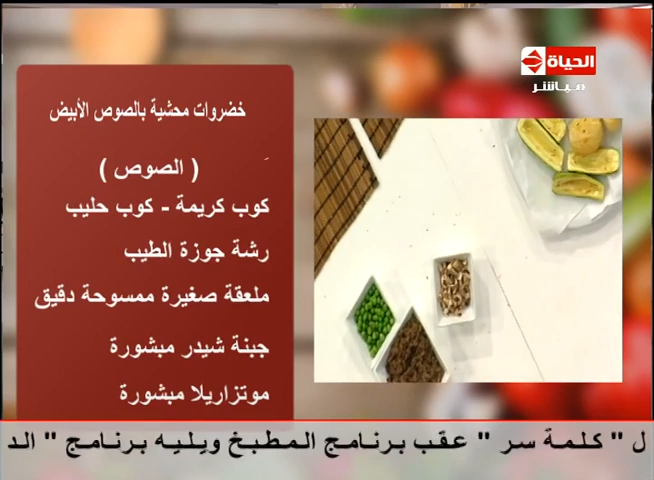 الحياة
مباشر
خضروات محشية بالصوص الأبيض
( الصوص )
كوب كريمة - كوب حليب
رشة جوزة الطيب
ملعقة صغيرة ممسوحة دقيق
جبنة شيدر مبشورة
موتزاريلا مبشورة
ل " كلمة سر " عقب برنامج المطبخ ويليه برنامج " الد